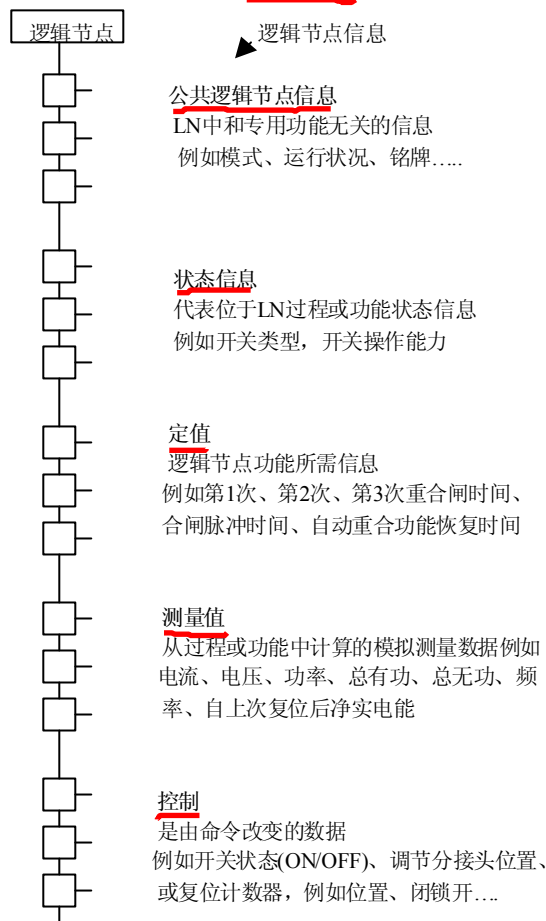 逻辑节点
逻辑节点信息
公共逻辑节点信息
LN中和专用功能无关的信息
例如模式、运行状况、铭牌.....
状态信息
代表位于LN过程或功能状态信息
例如开关类型，开关操作能力
定值
逻辑节点功能所需信息
例如第1次、第2次、第3次重合闸时间、
合闸脉冲时间、自动重合功能恢复时间
测量值
从过程或功能中计算的模拟测量数据例如
电流、电压、功率、总有功、总无功、频
率、自上次复位后净实电能
控制
是由命令改变的数据
例如开关状态(ON/OFF)、调节分接头位置、
或复位计数器，例如位置、闭锁开....